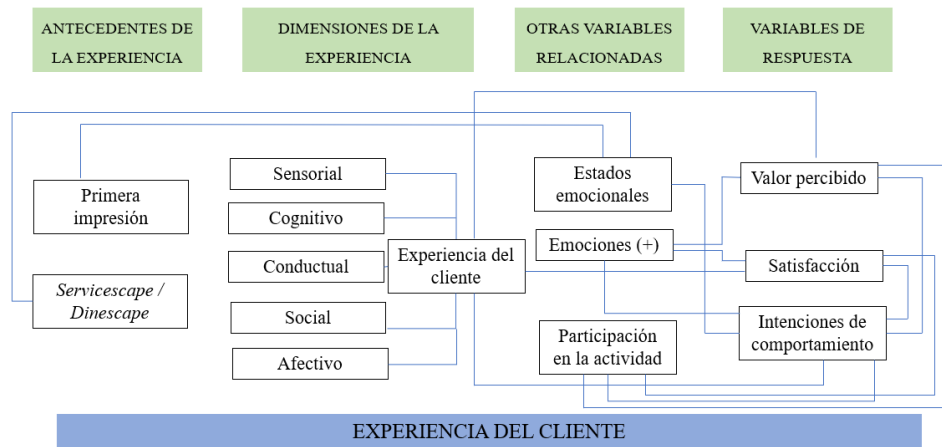 ANTECEDENTES DE
LA EXPERIENCIA
DIMENSIONES DE LA
EXPERIENCIA
OTRAS VARIABLES
RELACIONADAS
VARIABLES DE
RESPUESTA
Primera
impresión
Servicescape /
Dinescape
Sensorial
Cognitivo
Conductual
Social
Afectivo
Experiencia del
cliente
Estados
emocionales
Emociones (+)
Participación
en la actividad
Valor percibido
Satisfacción
Intenciones de
comportamiento
EXPERIENCIA DEL CLIENTE